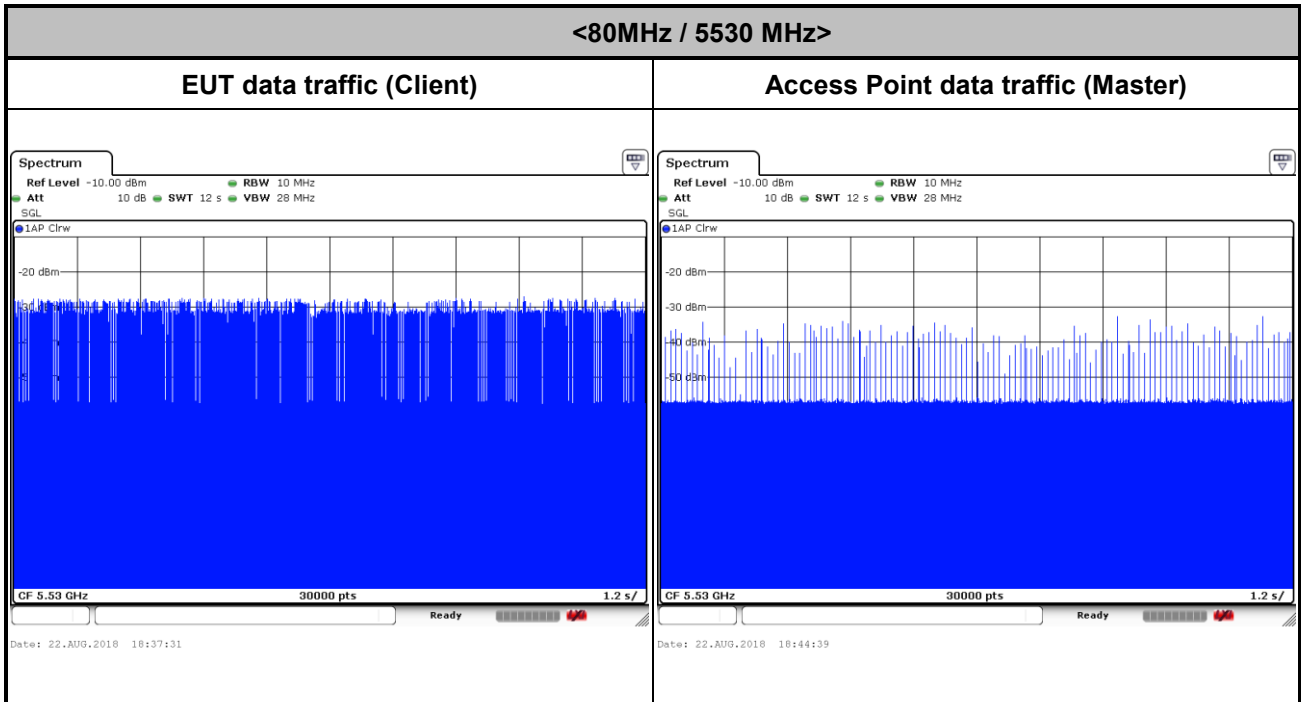 <80MHz / 5530 MHz>
EUT data traffic (Client)
Access Point data traffic (Master)
Spectrum
Ref Level -10.00 dBm RBW 10 MHz
Att 10 dB SWT 12 s VBW 28 MHz
SGL
1AP Clrw
-20 dBm
CF 5.53 GHz 30000 pts 1.2 s/
Ready
Date: 22.AUG.2018 18:37:31
Spectrum
Ref Level -10.00 dBm RBW 10 MHz
Att 10 dB SWT 12 s VBW 28 MHz
SGL
1AP Clrw
-20 dBm
-30 dBm
-40 dBm
-50 dBm
CF 5.53 GHz 30000 pts 1.2 s/
Ready
Date: 22.AUG.2018 18:44:39